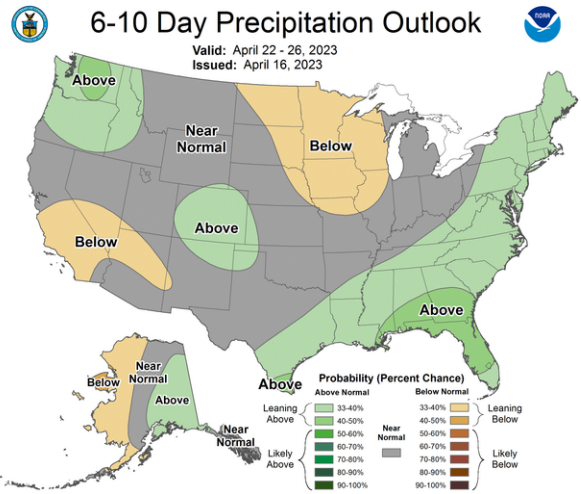 6-10 Day Precipitation Outlook
NOAA
Valid: April 22 - 26, 2023
Issued: April 16, 2023
Above
Near
Normal
Below
Above
Below
Above
Above
Near
Normal
Below
Above
Near
Normal
Probability (Percent Chance)
Above Normal
Below Normal
Leaning
Above
33-40%
40-50%
Likely
Above
50-60%
60-70%
70-80%
80-90%
90-100%
Near
Normal
33-40%
40-50%
Leaning
Below
50-60%
60-70%
70-80%
80-90%
90-100%
Likely
Below